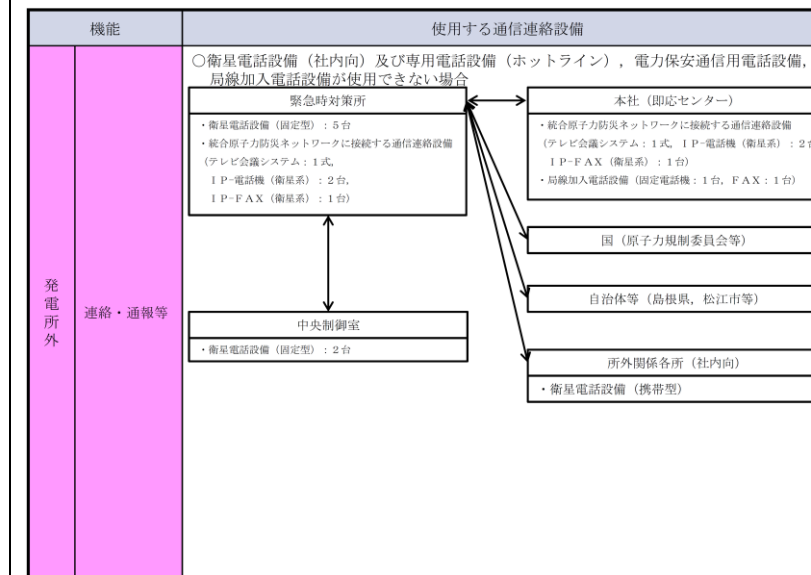 機能
使用する通信連絡設備
発電所外
連絡・通報等
○衛星電話設備（社内向）及び専用電話設備（ホットライン），電力保安通信用電話設備，
局線加入電話設備が使用できない場合
緊急時対策所
・衛星電話設備（固定型）：５台
・統合原子力防災ネットワークに接続する通信連絡設備
（テレビ会議システム：１式，
ＩＰ-電話機（衛星系）：２台，
ＩＰ-ＦＡＸ（衛星系）：１台）
本社（即応センター）
・統合原子力防災ネットワークに接続する通信連絡設備
（テレビ会議システム：１式，ＩＰ-電話機（衛星系）：２台
ＩＰ-ＦＡＸ（衛星系）：１台）
・局線加入電話設備（固定電話機：１台，ＦＡＸ：１台）
国（原子力規制委員会等）
自治体等（島根県，松江市等）
中央制御室
・衛星電話設備（固定型）：２台
所外関係各所（社内向）
・衛星電話設備（携帯型）